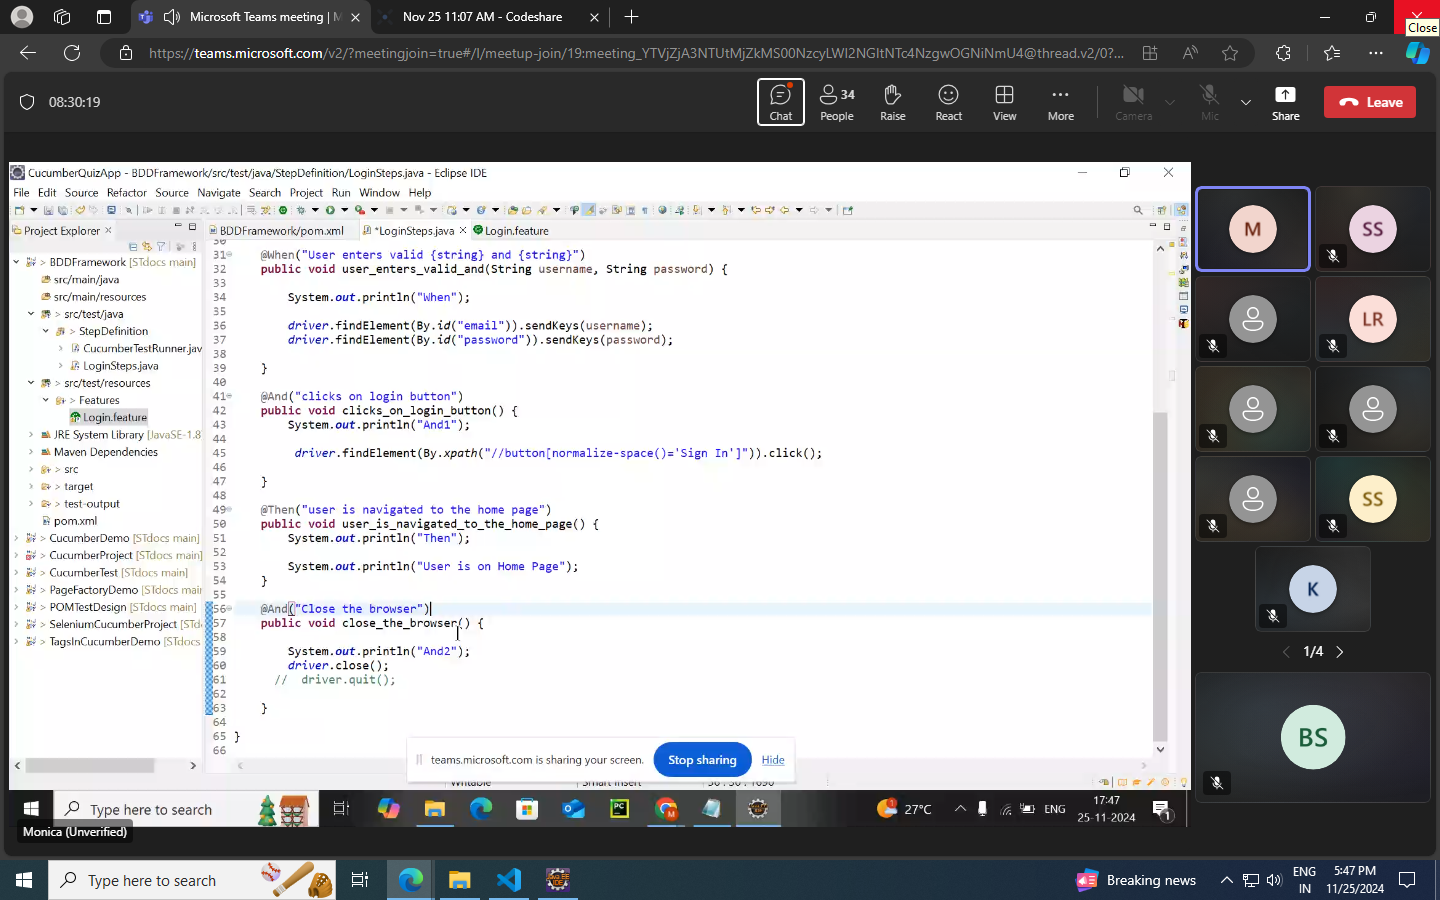 Microsoft Teams meeting | M
Nov 25 11:07 AM - Codeshare
Close
https://teams.microsoft.com/v2/?meetingjoin=true#/l/meetup-join/19:meeting_YTVjZjA3NTUtMjZkMS00NzcyLWI2NGItNTc4NzgwOGNiNmU4@thread.v2/0?...
08:30:19
Chat
34
People
Raise
React
View
More
Camera
Mic
Share
Leave
CucumberQuizApp - BDDFramework/src/test/java/StepDefinition/LoginSteps.java - Eclipse IDE
File Edit Source Refactor Source Navigate Search Project Run Window Help
Project Explorer
BDDFramework/pom.xml
*LoginSteps.java
Login.feature
> BDDFramework [STdocs main]
src/main/java
src/main/resources
> src/test/java
> StepDefinition
> CucumberTestRunner.jav
> LoginSteps.java
> src/test/resources
> Features
Login.feature
JRE System Library [JavaSE-1.8
Maven Dependencies
> src
> target
> test-output
pom.xml
> CucumberDemo [STdocs main]
> CucumberProject [STdocs main]
> CucumberTest [STdocs main]
> PageFactoryDemo [STdocs main
> POMTestDesign [STdocs main]
> SeleniumCucumberProject [STd
> TagsInCucumberDemo [STdocs
30
31 @When("User enters valid {string} and {string}")
32 public void user_enters_valid_and(String username, String password) {
33
34 System.out.println("When");
35
36 driver.findElement(By.id("email")).sendKeys(username);
37 driver.findElement(By.id("password")).sendKeys(password);
38
39 }
40
41 @And("clicks on login button")
42 public void clicks_on_login_button() {
43 System.out.println("And1");
44
45 driver.findElement(By.xpath("//button[normalize-space()='Sign In']")).click();
46
47 }
48
49 @Then("user is navigated to the home page")
50 public void user_is_navigated_to_the_home_page() {
51 System.out.println("Then");
52
53 System.out.println("User is on Home Page");
54 }
55
56 @And("Close the browser")
57 public void close_the_browser() {
58
59 System.out.println("And2");
60 driver.close();
61 // driver.quit();
62
63 }
64
65 }
66
teams.microsoft.com is sharing your screen.
Stop sharing
Hide
Type here to search
27°C
ENG
17:47
25-11-2024
1
Monica (Unverified)
M
SS
LR
SS
K
1/4
BS
Type here to search
Breaking news
ENG
IN
5:47 PM
11/25/2024